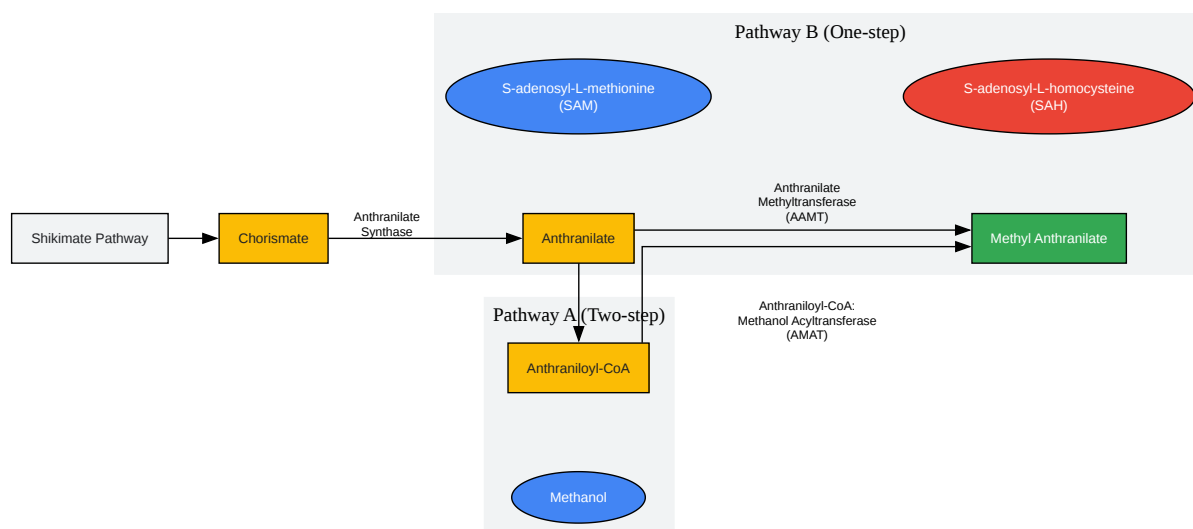 Pathway B (One-step)
S-adenosyl-L-methionine
(SAM)
S-adenosyl-L-homocysteine
(SAH)
Shikimate Pathway
Chorismate
Anthranilate
Synthase
Anthranilate
Anthranilate
Methyltransferase
(AAMT)
Methyl Anthranilate
Pathway A (Two-step)
Anthraniloyl-CoA:
Methanol Acyltransferase
(AMAT)
Anthraniloyl-CoA
Methanol